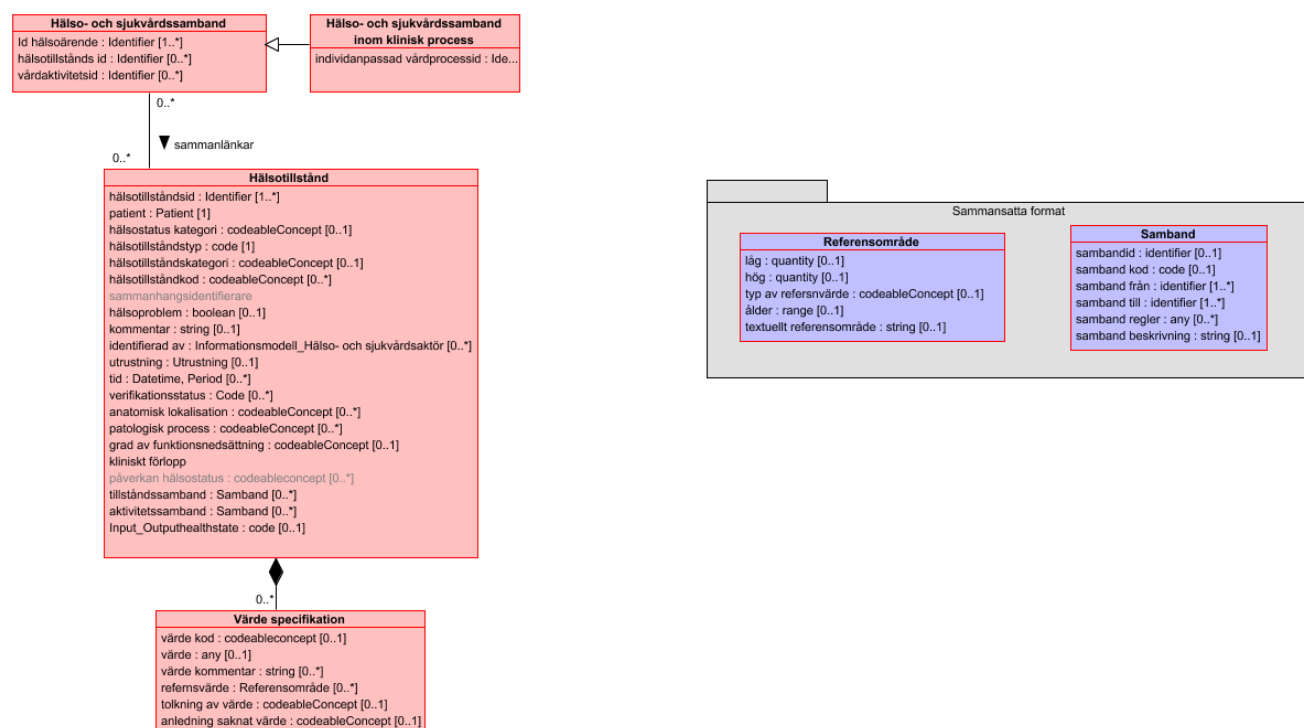 Hälso- och sjukvårdssamband
Id hälsoärende : Identifier [1..*]
hälsotillstånds id : Identifier [0..*]
vårdaktivitetsid : Identifier [0..*]
Hälso- och sjukvårdssamband
inom klinisk process
individanpassad vårdprocessid : Ide...
0..*
sammanlänkar
0..*
Hälsotillstånd
hälsotillståndsid : Identifier [1..*]
patient : Patient [1]
hälsostatus kategori : codeableConcept [0..1]
hälsotillståndstyp : code [1]
hälsotillståndskategori : codeableConcept [0..1]
hälsotillståndkod : codeableConcept [0..*]
sammanhangsidentifierare
hälsoproblem : boolean [0..1]
kommentar : string [0..1]
identifierad av : Informationsmodell_Hälso- och sjukvårdsaktör [0..*]
utrustning : Utrustning [0..1]
tid : Datetime, Period [0..*]
verifikationsstatus : Code [0..*]
anatomisk lokalisation : codeableConcept [0..*]
patologisk process : codeableConcept [0..*]
grad av funktionsnedsättning : codeableConcept [0..1]
kliniskt förlopp
påverkan hälsostatus : codeableconcept [0..*]
tillståndssamband : Samband [0..*]
aktivitetssamband : Samband [0..*]
Input_Outputhealthstate : code [0..1]
0..*
Värde specifikation
värde kod : codeableconcept [0..1]
värde : any [0..1]
värde kommentar : string [0..*]
refernsvärde : Referensområde [0..*]
tolkning av värde : codeableConcept [0..1]
anledning saknat värde : codeableConcept [0..1]
Sammansatta format
Referensområde
låg : quantity [0..1]
hög : quantity [0..1]
typ av refersnvärde : codeableConcept [0..1]
ålder : range [0..1]
textuellt referensområde : string [0..1]
Samband
sambandid : identifier [0..1]
samband kod : code [0..1]
samband från : identifier [1..*]
samband till : identifier [1..*]
samband regler : any [0..*]
samband beskrivning : string [0..1]